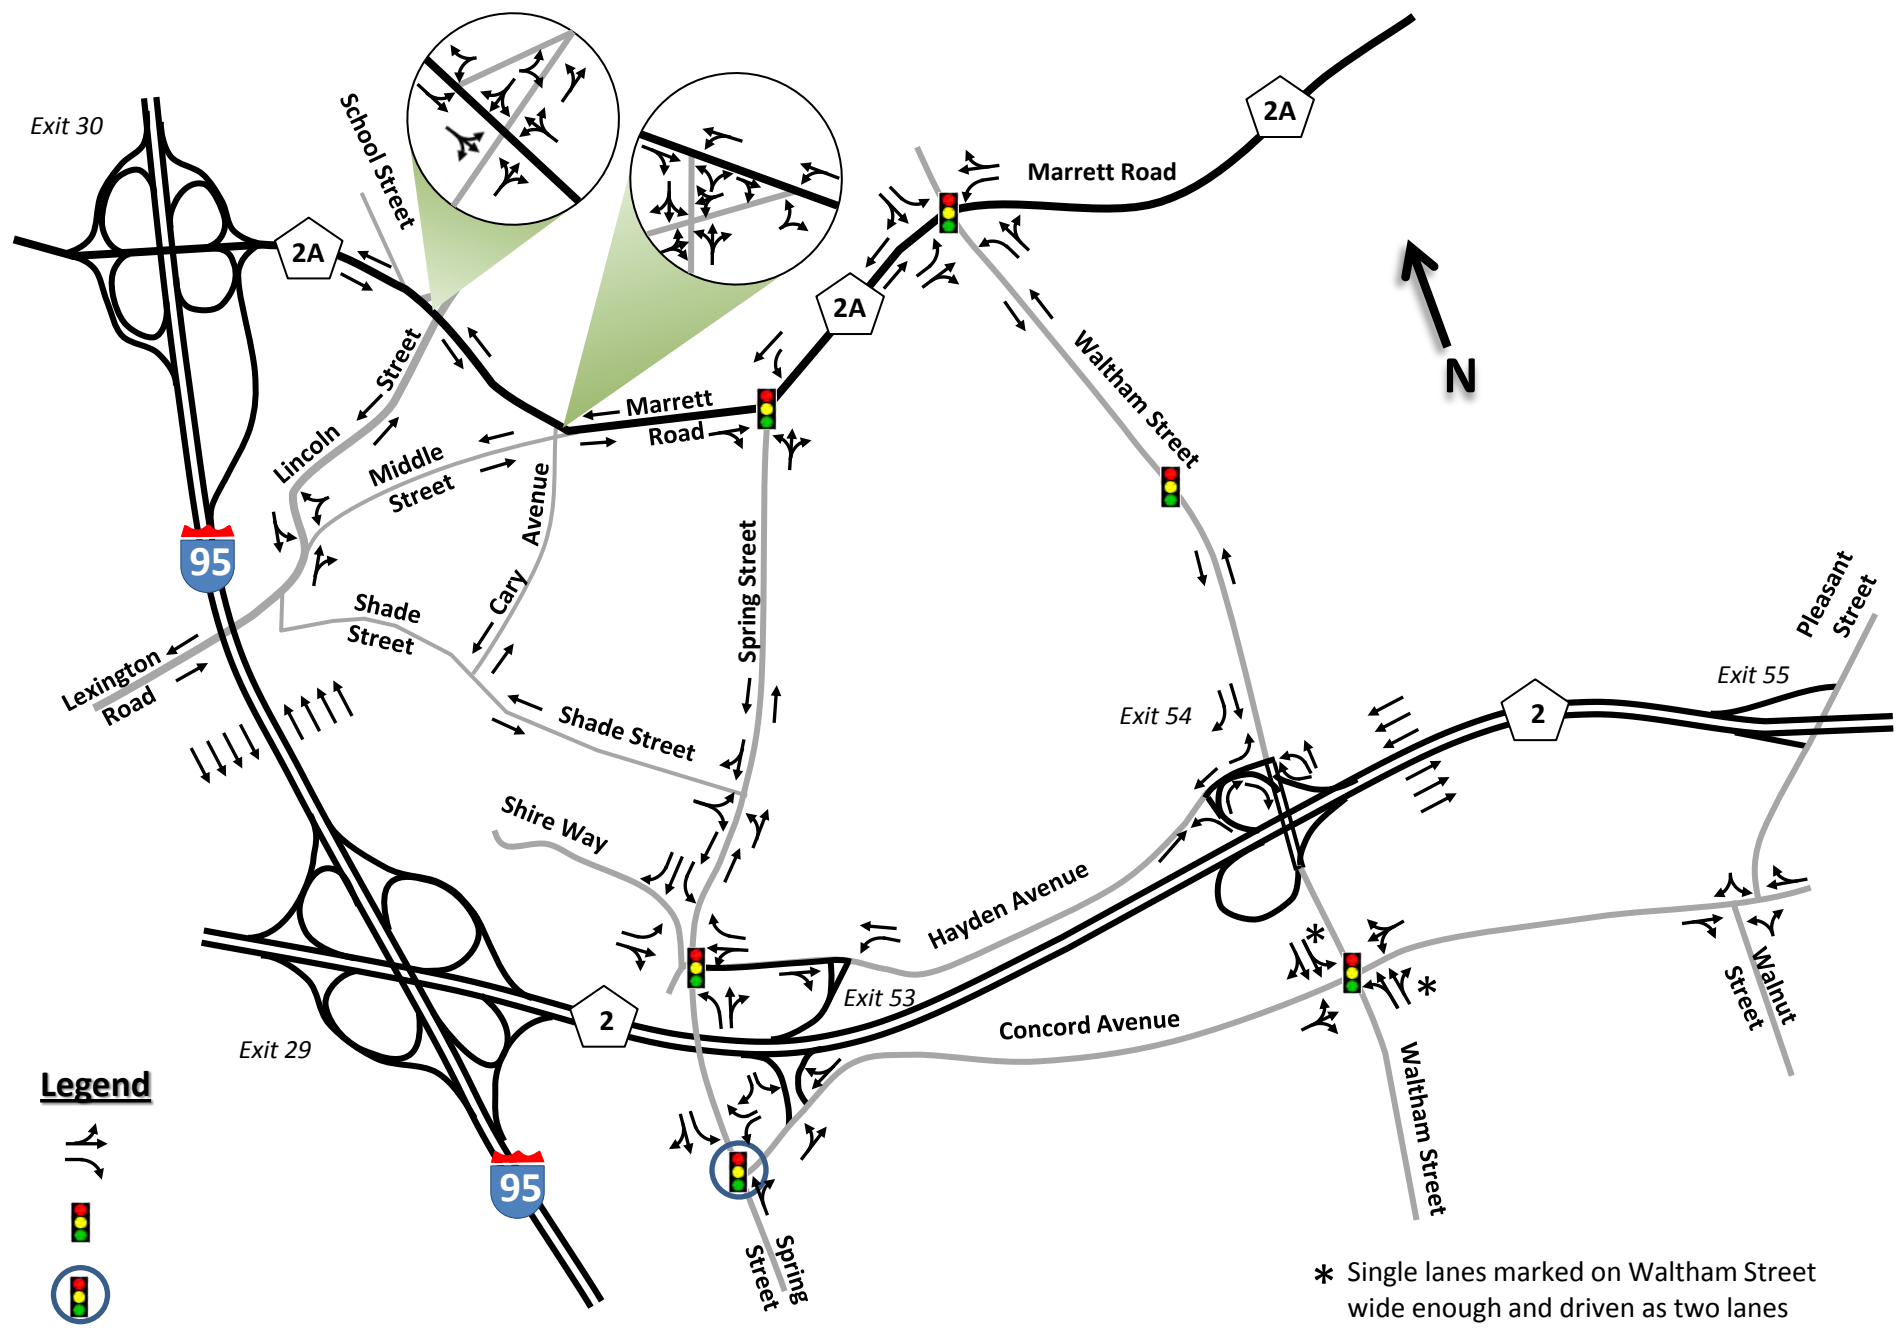 Exit 30
School Street
2A
Marrett Road
2A
2A
N
Street
Lincoln
Marrett
Road
Middle
Street
Avenue
Cary
Waltham Street
95
Spring Street
Shade
Street
Lexington
Road
Shade Street
Pleasant
Street
Exit 55
Exit 54
2
Shire Way
Hayden Avenue
Exit 53
2
Concord Avenue
*
*
Walnut
Street
Exit 29
Waltham Street
95
Spring
Street
Legend
* Single lanes marked on Waltham Street
wide enough and driven as two lanes